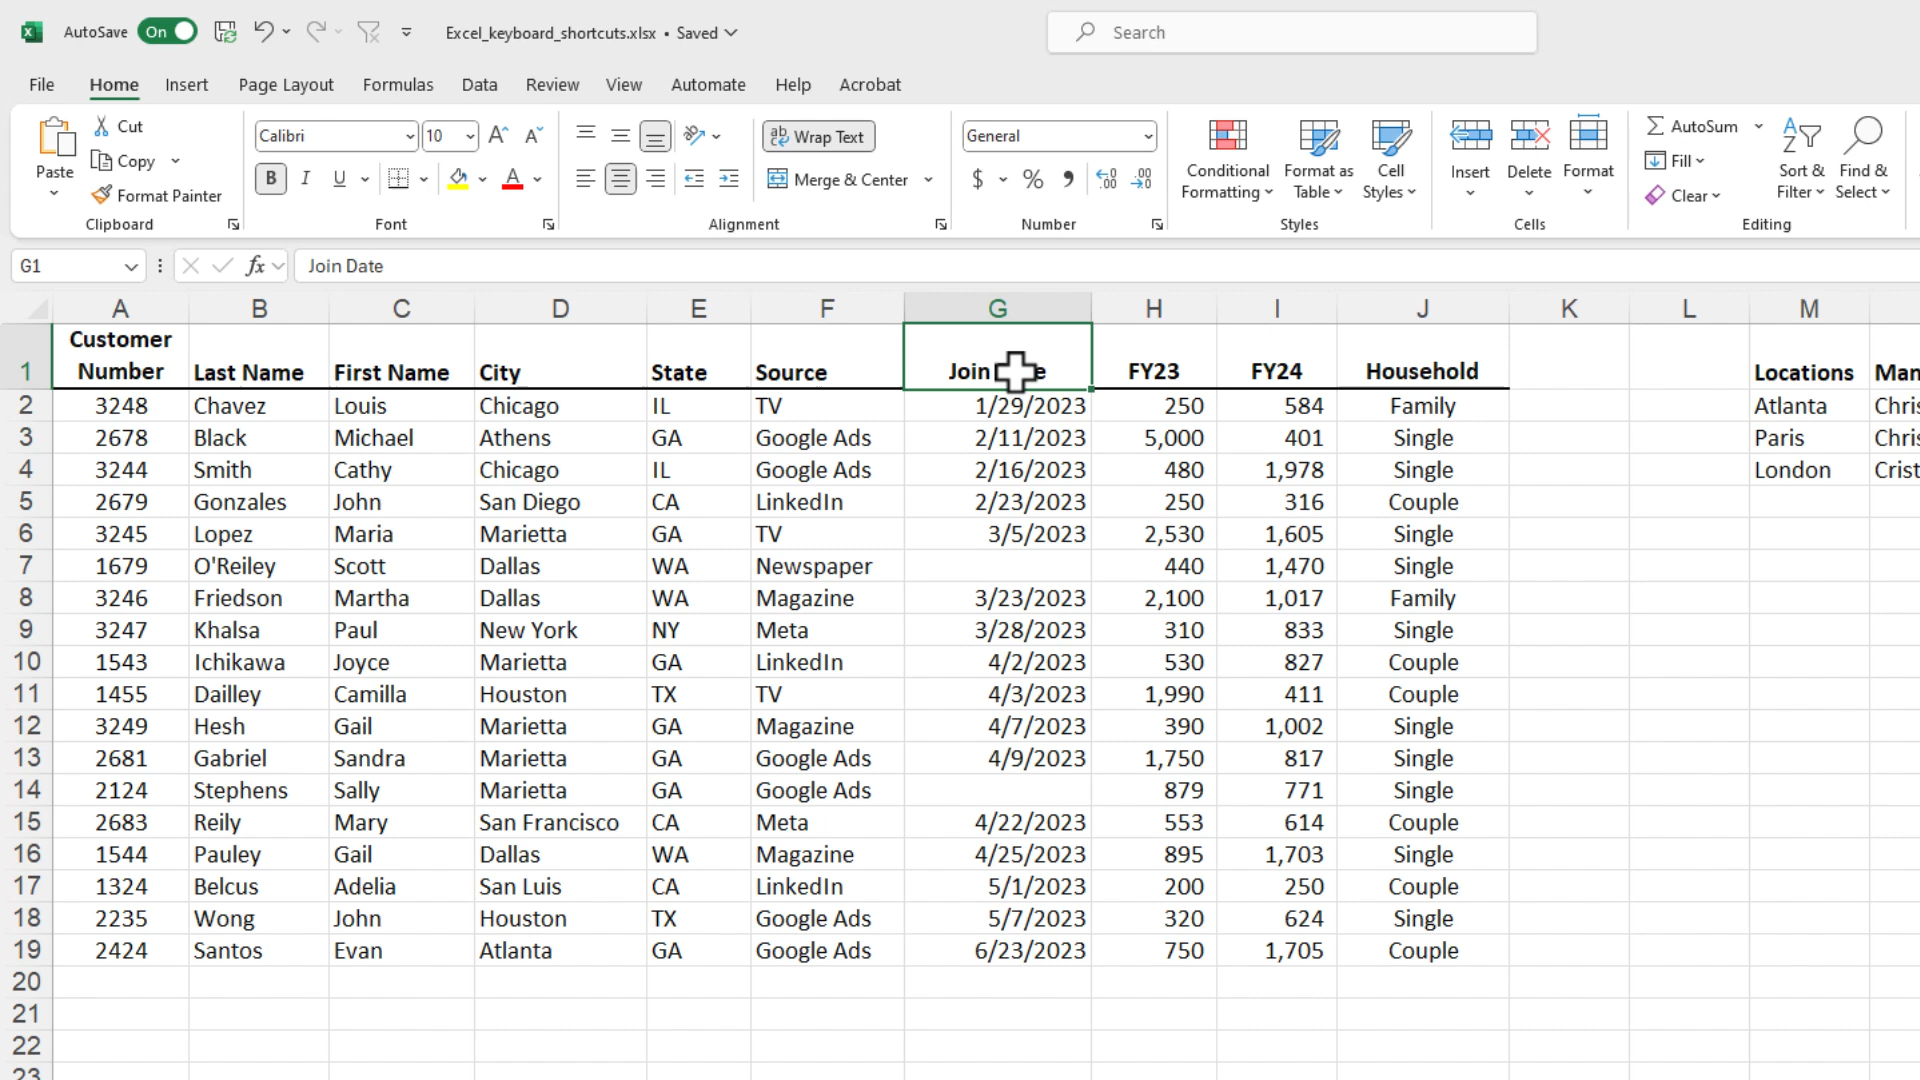 AutoSave On Excel_keyboard_shortcuts.xlsx • Saved Search
File Home Insert Page Layout Formulas Data Review View Automate Help Acrobat
Paste Cut Copy Format Painter Clipboard
Calibri 10 B I U A Font
Wrap Text Merge & Center Alignment
General $ % Number
Conditional Formatting Format as Table Cell Styles Styles
Insert Delete Format Cells
AutoSum Fill Clear Sort & Filter Find & Select Editing
G1 fx Join Date
A B C D E F G H I J K L M
1 Customer Number Last Name First Name City State Source Join FY23 FY24 Household Locations
2 3248 Chavez Louis Chicago IL TV 1/29/2023 250 584 Family Atlanta
3 2678 Black Michael Athens GA Google Ads 2/11/2023 5,000 401 Single Paris
4 3244 Smith Cathy Chicago IL Google Ads 2/16/2023 480 1,978 Single London
5 2679 Gonzales John San Diego CA LinkedIn 2/23/2023 250 316 Couple
6 3245 Lopez Maria Marietta GA TV 3/5/2023 2,530 1,605 Single
7 1679 O'Reiley Scott Dallas WA Newspaper 440 1,470 Single
8 3246 Friedson Martha Dallas WA Magazine 3/23/2023 2,100 1,017 Family
9 3247 Khalsa Paul New York NY Meta 3/28/2023 310 833 Single
10 1543 Ichikawa Joyce Marietta GA LinkedIn 4/2/2023 530 827 Couple
11 1455 Dailley Camilla Houston TX TV 4/3/2023 1,990 411 Couple
12 3249 Hesh Gail Marietta GA Magazine 4/7/2023 390 1,002 Single
13 2681 Gabriel Sandra Marietta GA Google Ads 4/9/2023 1,750 817 Single
14 2124 Stephens Sally Marietta GA Google Ads 879 771 Single
15 2683 Reily Mary San Francisco CA Meta 4/22/2023 553 614 Couple
16 1544 Pauley Gail Dallas WA Magazine 4/25/2023 895 1,703 Single
17 1324 Belcus Adelia San Luis CA LinkedIn 5/1/2023 200 250 Couple
18 2235 Wong John Houston TX Google Ads 5/7/2023 320 624 Single
19 2424 Santos Evan Atlanta GA Google Ads 6/23/2023 750 1,705 Couple
20
21
22